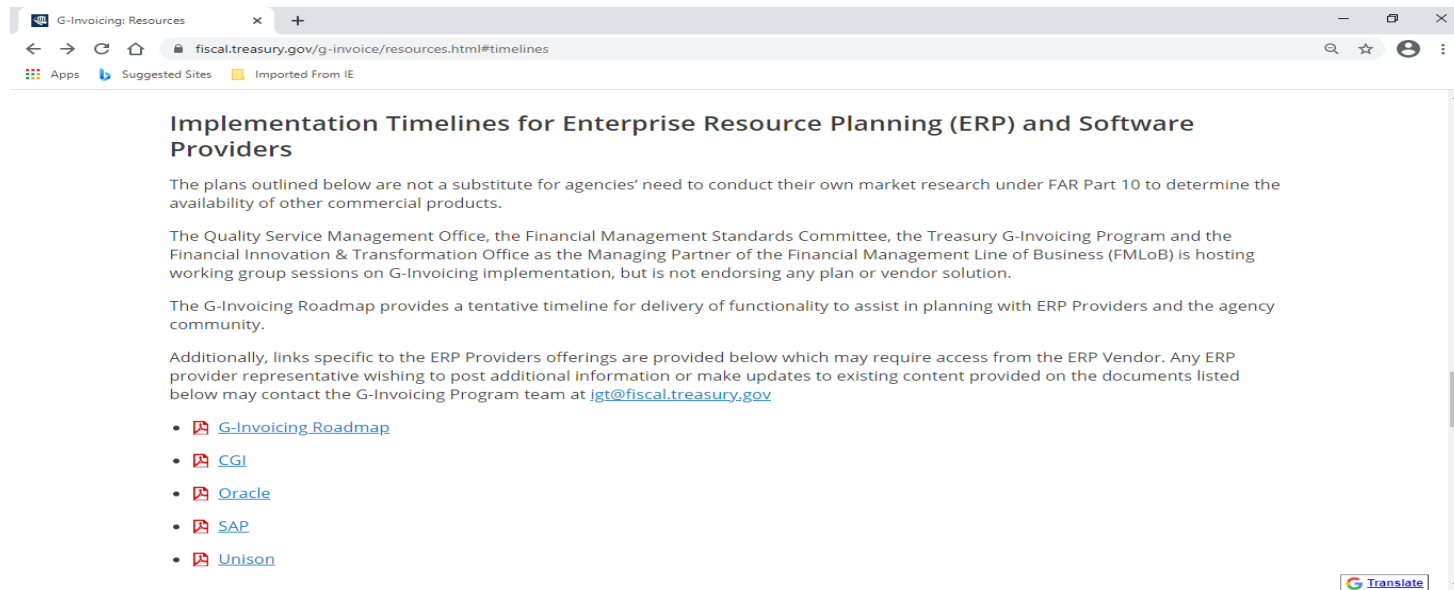 G-Invoicing: Resources
fiscal.treasury.gov/g-invoice/resources.html#timelines
Apps Suggested Sites Imported From IE
Implementation Timelines for Enterprise Resource Planning (ERP) and Software
Providers
The plans outlined below are not a substitute for agencies' need to conduct their own market research under FAR Part 10 to determine the
availability of other commercial products.
The Quality Service Management Office, the Financial Management Standards Committee, the Treasury G-Invoicing Program and the
Financial Innovation & Transformation Office as the Managing Partner of the Financial Management Line of Business (FMLoB) is hosting
working group sessions on G-Invoicing implementation, but is not endorsing any plan or vendor solution.
The G-Invoicing Roadmap provides a tentative timeline for delivery of functionality to assist in planning with ERP Providers and the agency
community.
Additionally, links specific to the ERP Providers offerings are provided below which may require access from the ERP Vendor. Any ERP
provider representative wishing to post additional information or make updates to existing content provided on the documents listed
below may contact the G-Invoicing Program team at igt@fiscal.treasury.gov
• G-Invoicing Roadmap
• CGI
• Oracle
• SAP
• Unison
G Translate